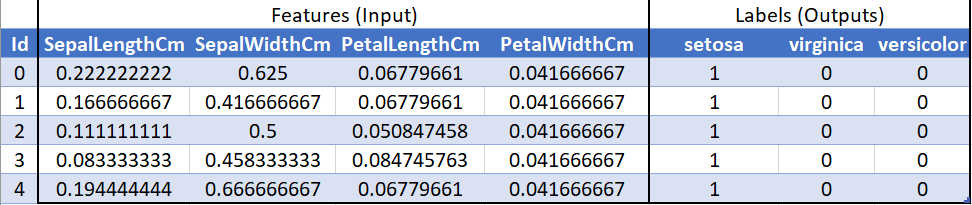 Features (Input) Labels (Outputs)
Id SepalLengthCm SepalWidthCm PetalLengthCm PetalWidthCm setosa virginica versicolor
0 0.222222222 0.625 0.06779661 0.041666667 1 0 0
1 0.166666667 0.416666667 0.06779661 0.041666667 1 0 0
2 0.111111111 0.5 0.050847458 0.041666667 1 0 0
3 0.083333333 0.458333333 0.084745763 0.041666667 1 0 0
4 0.194444444 0.666666667 0.06779661 0.041666667 1 0 0